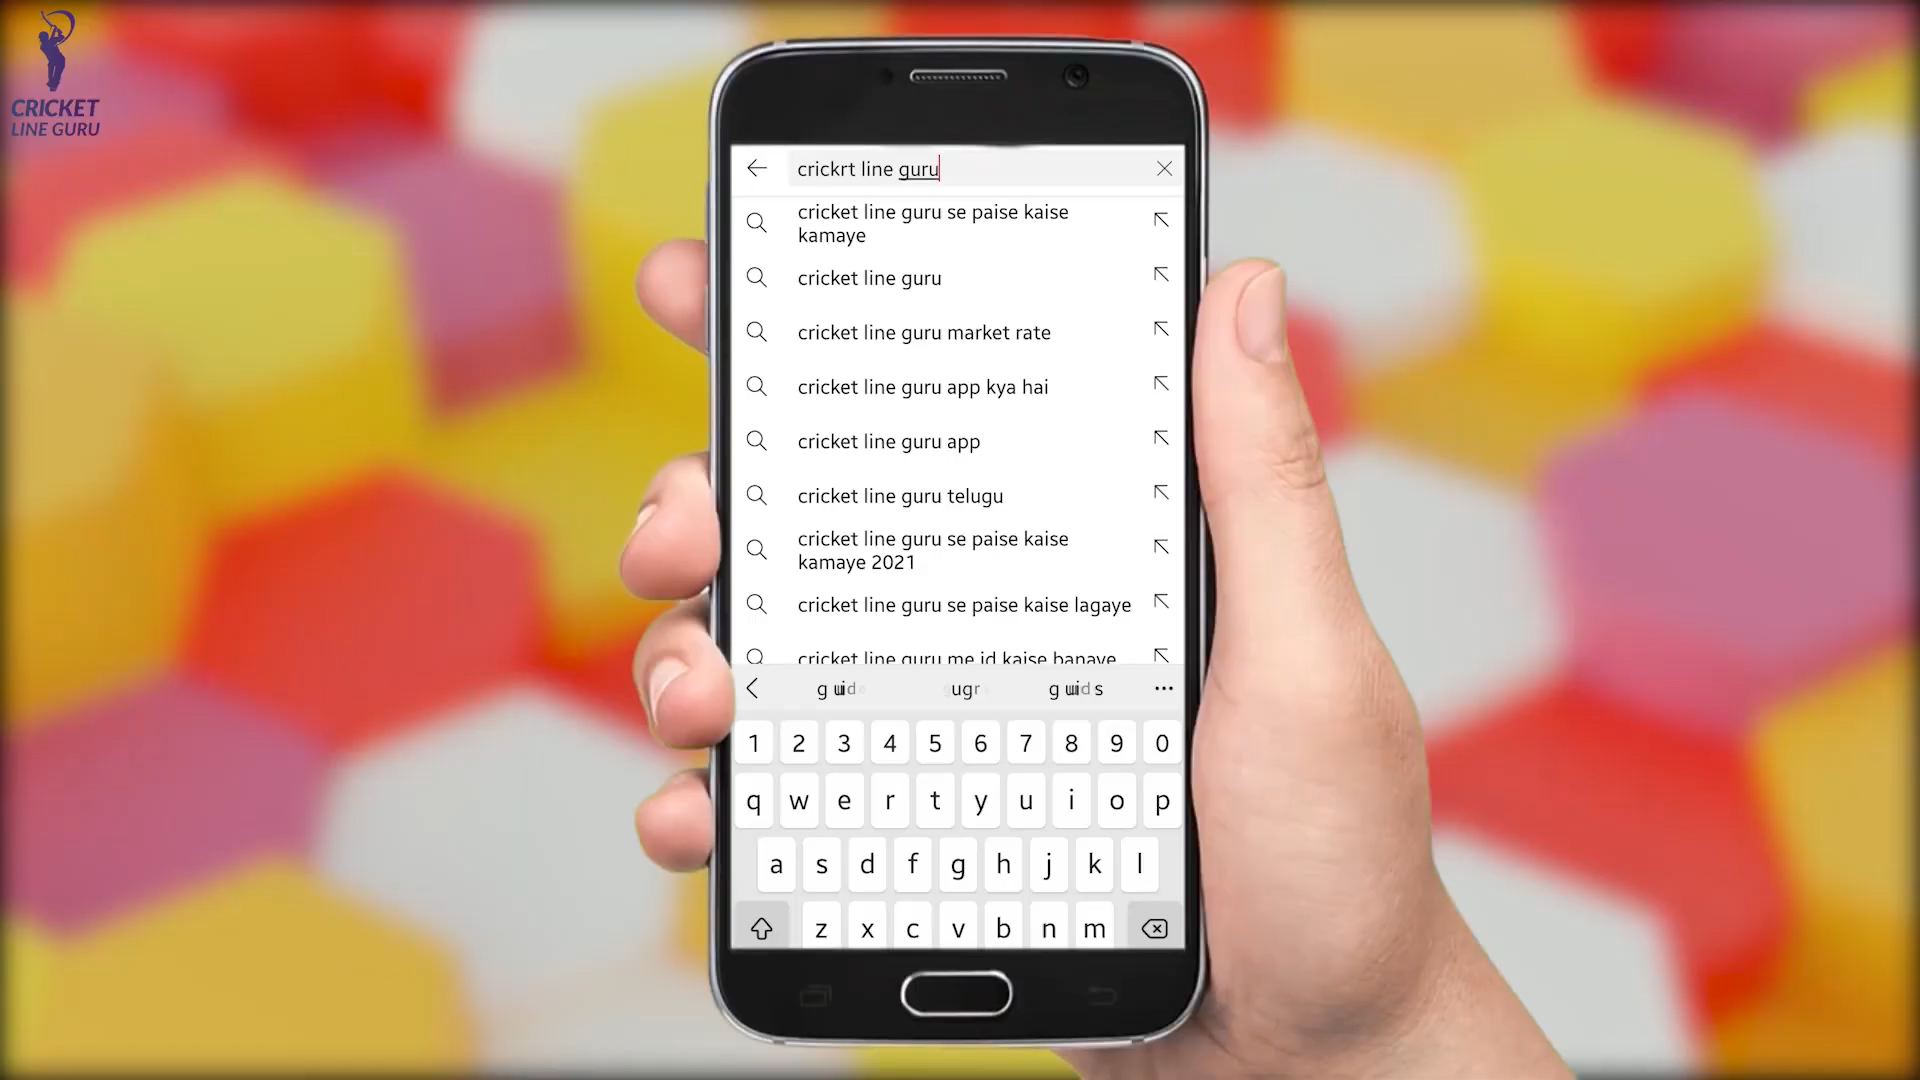 CRICKET
LINE GURU
crickrt line guru
cricket line guru se paise kaise
kamaye
cricket line guru
cricket line guru market rate
cricket line guru app kya hai
cricket line guru app
cricket line guru telugu
cricket line guru se paise kaise
kamaye 2021
cricket line guru se paise kaise lagaye
cricket line guru me id kaise banaye
1 2 3 4 5 6 7 8 9 0
q w e r t y u i o p
a s d f g h j k l
z x c v b n m